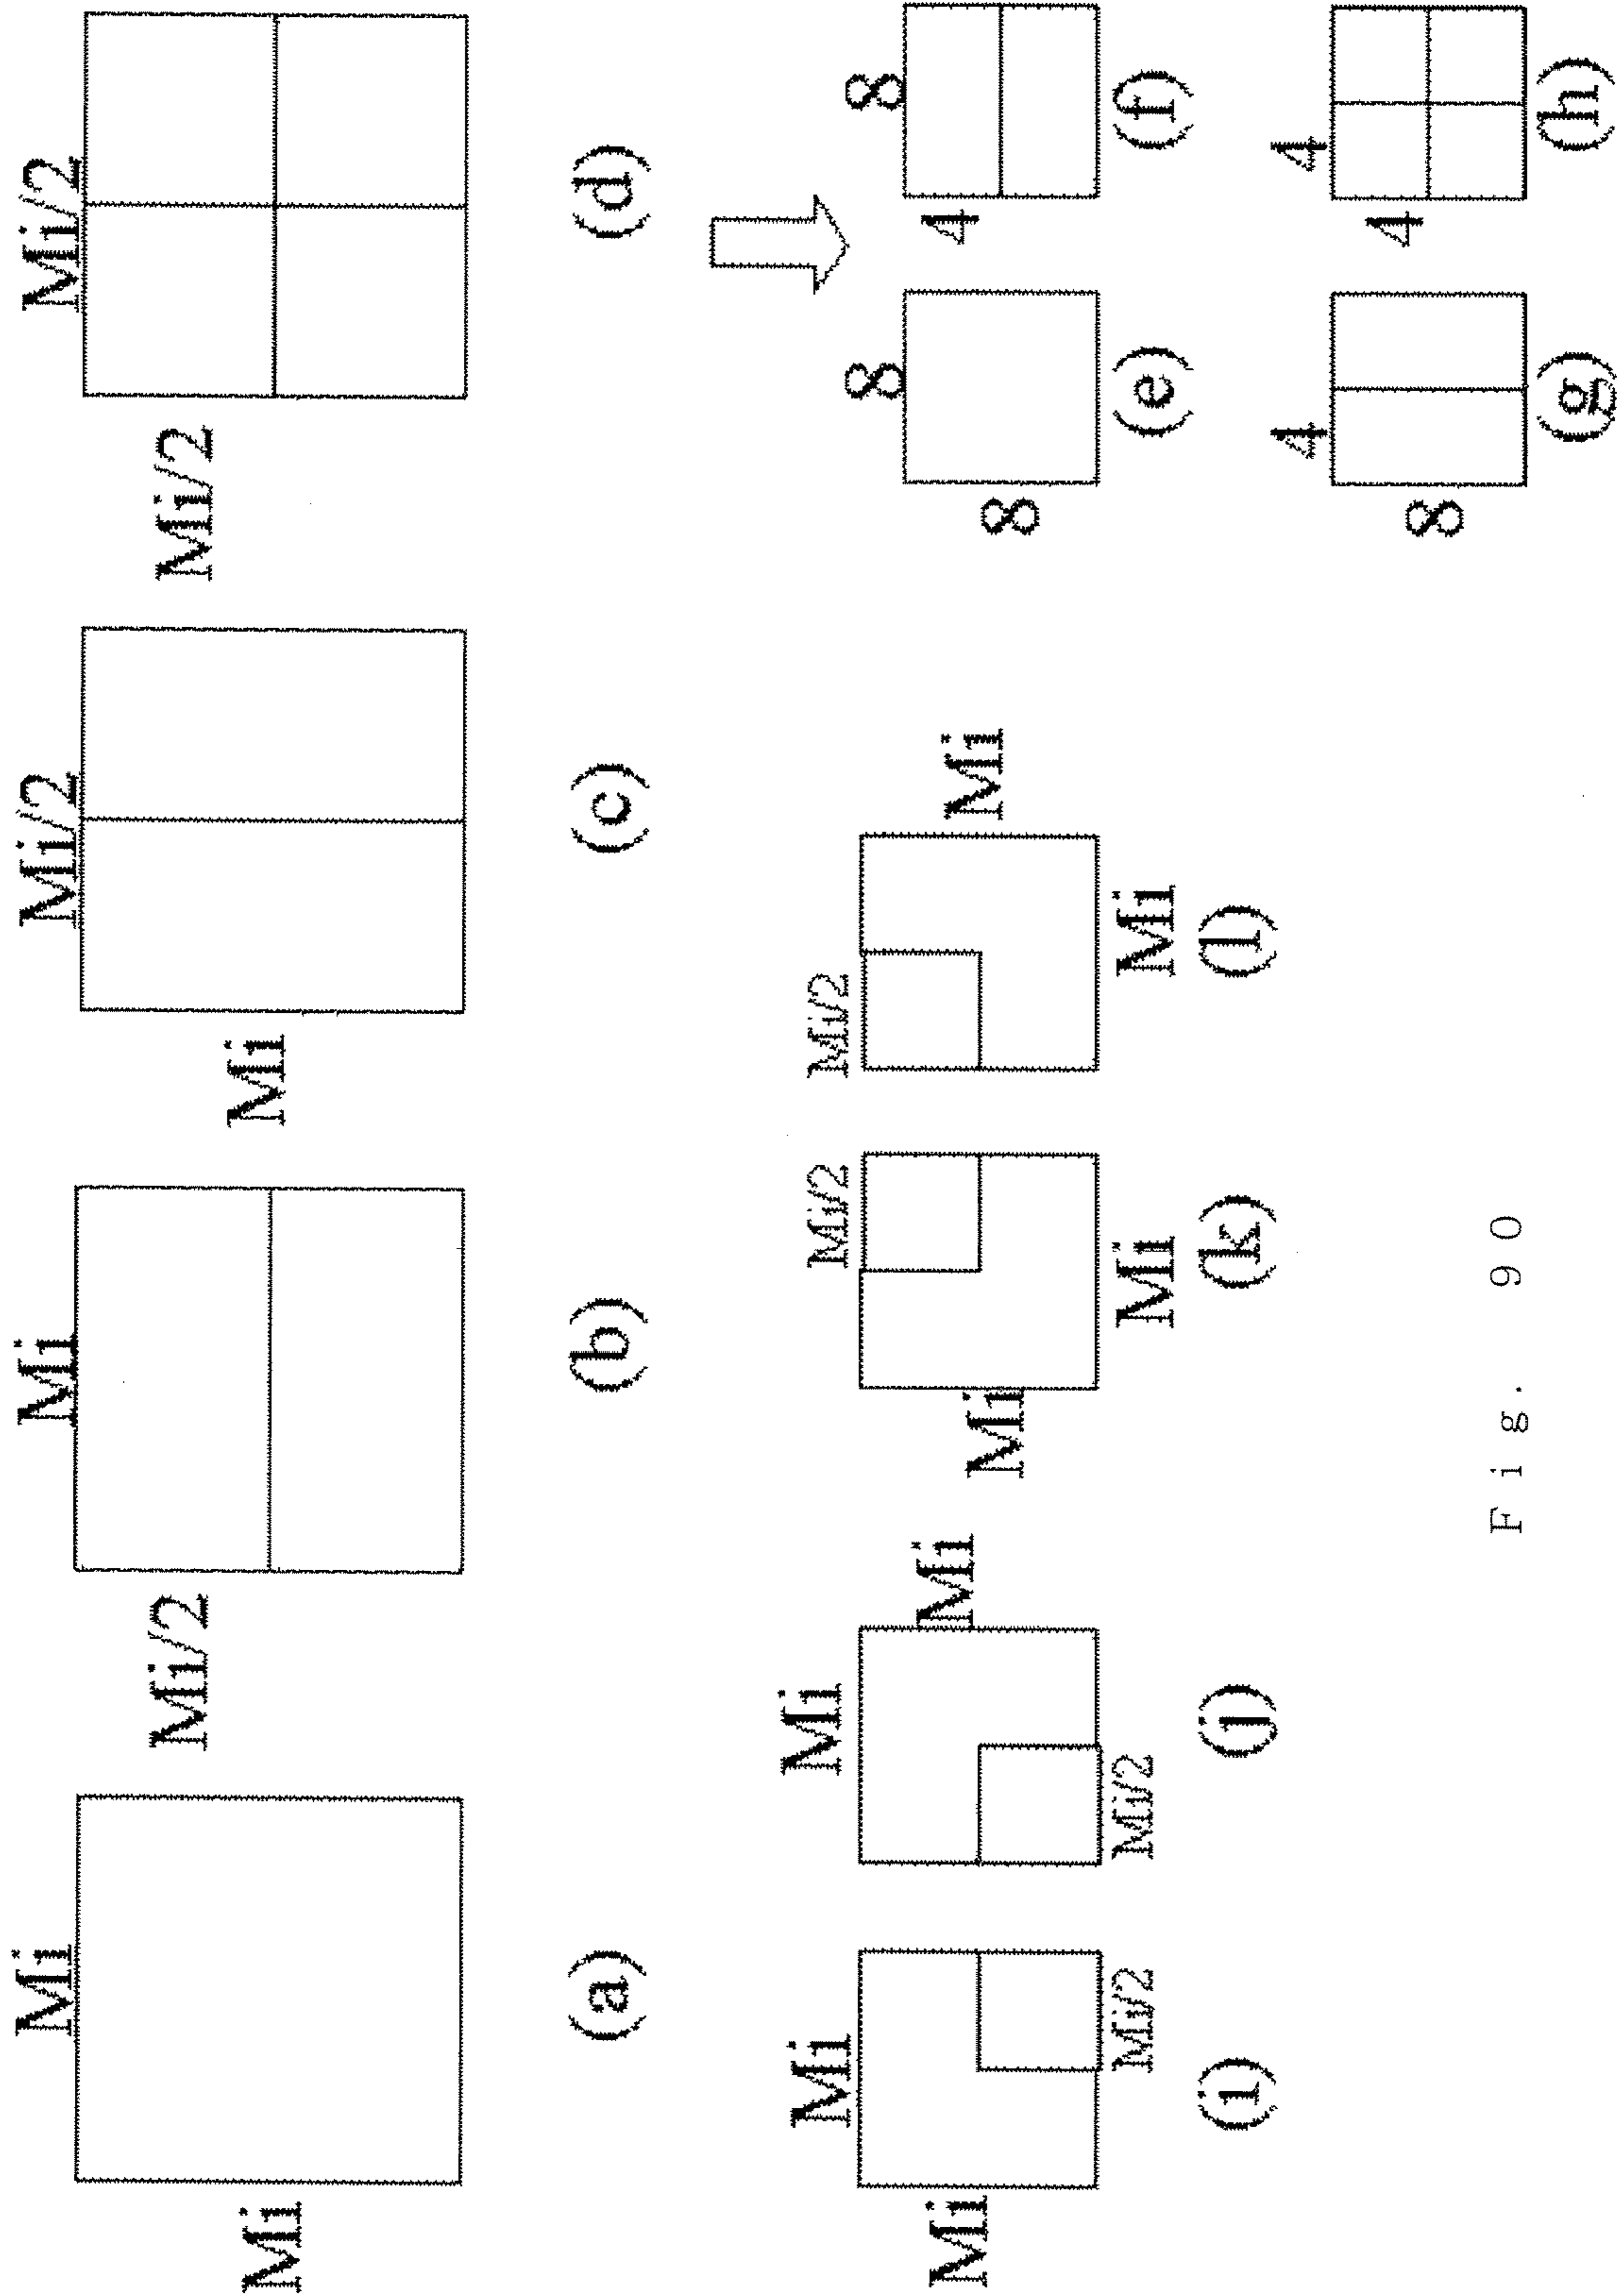 Mi Mi Mi/2 Mi/2
Mi Mi/2 Mi Mi/2
(a) (b) (c) (d)
Mi Mi Mi/2 Mi/2 8 8
Mi Mi Mi Mi 8 4
Mi/2 Mi/2 Mi Mi (e) (f)
(i) (j) (k) (l) 4 4
8 4
Fig. 90 (g) (h)